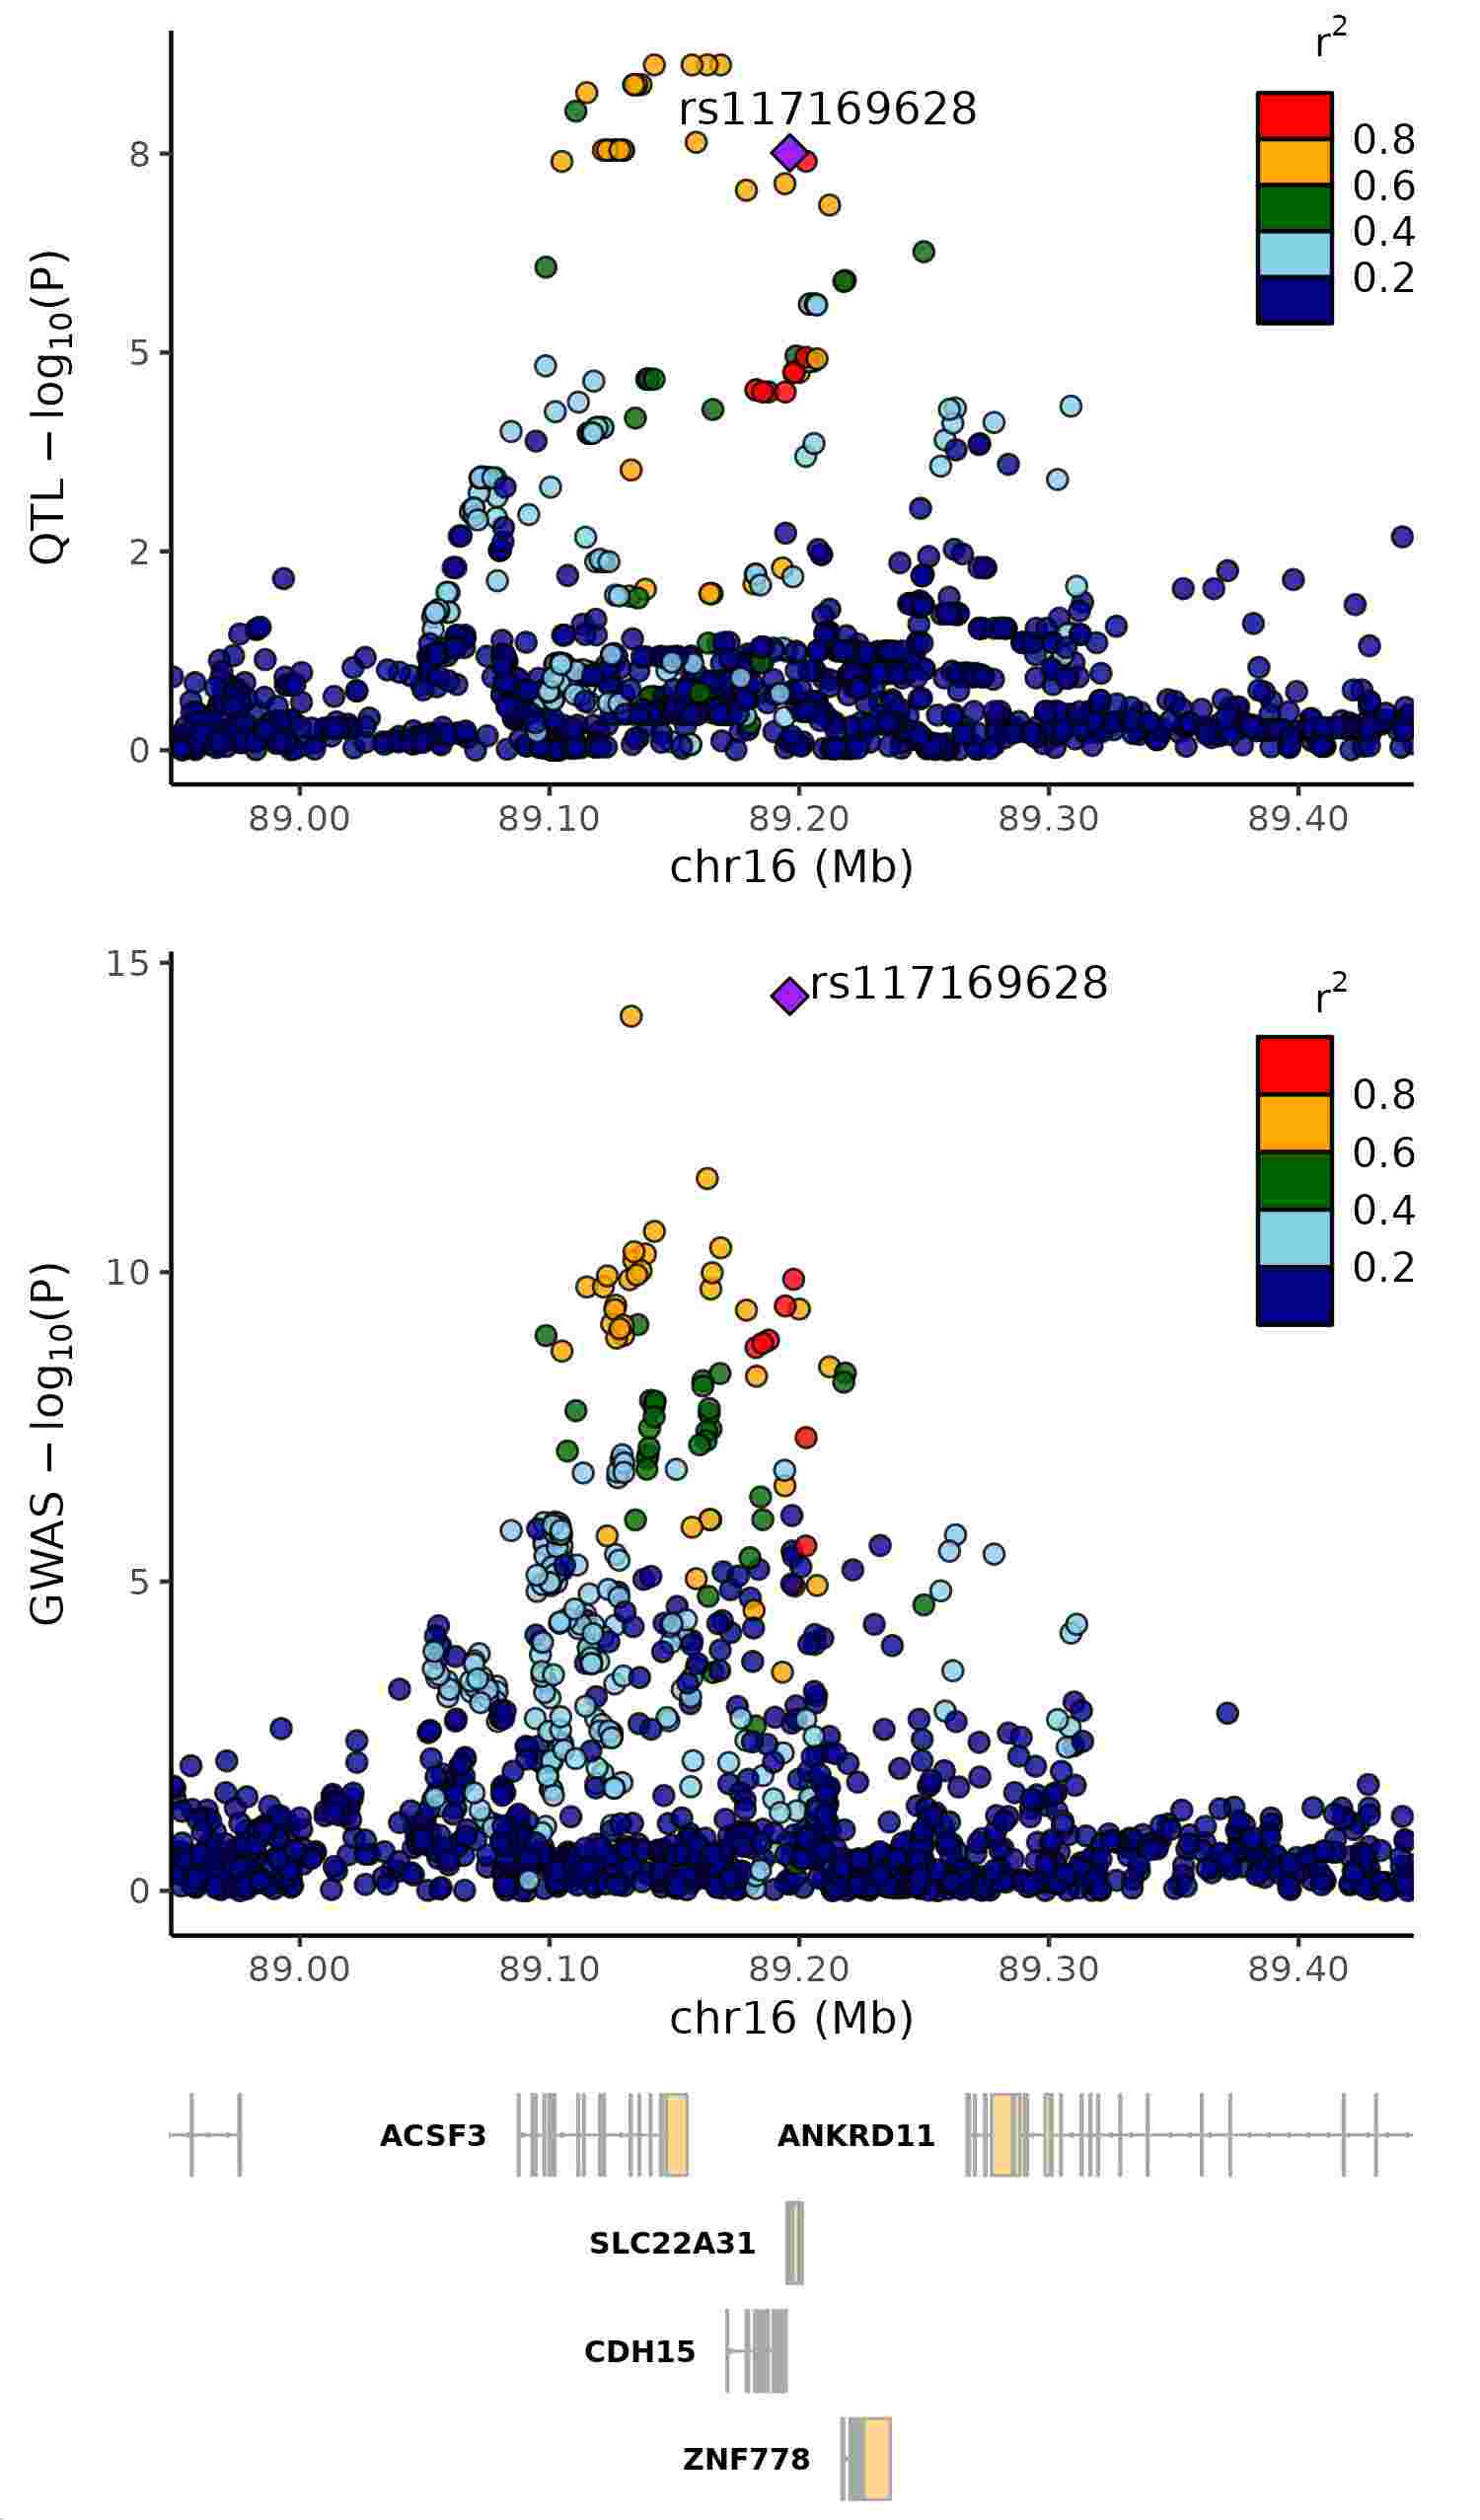 r²
0.8
0.6
0.4
0.2
rs117169628
QTL −log₁₀(P)
8
5
2
0
89.00 89.10 89.20 89.30 89.40
chr16 (Mb)
r²
0.8
0.6
0.4
0.2
rs117169628
GWAS −log₁₀(P)
15
10
5
0
89.00 89.10 89.20 89.30 89.40
chr16 (Mb)
ACSF3 ANKRD11
SLC22A31
CDH15
ZNF778